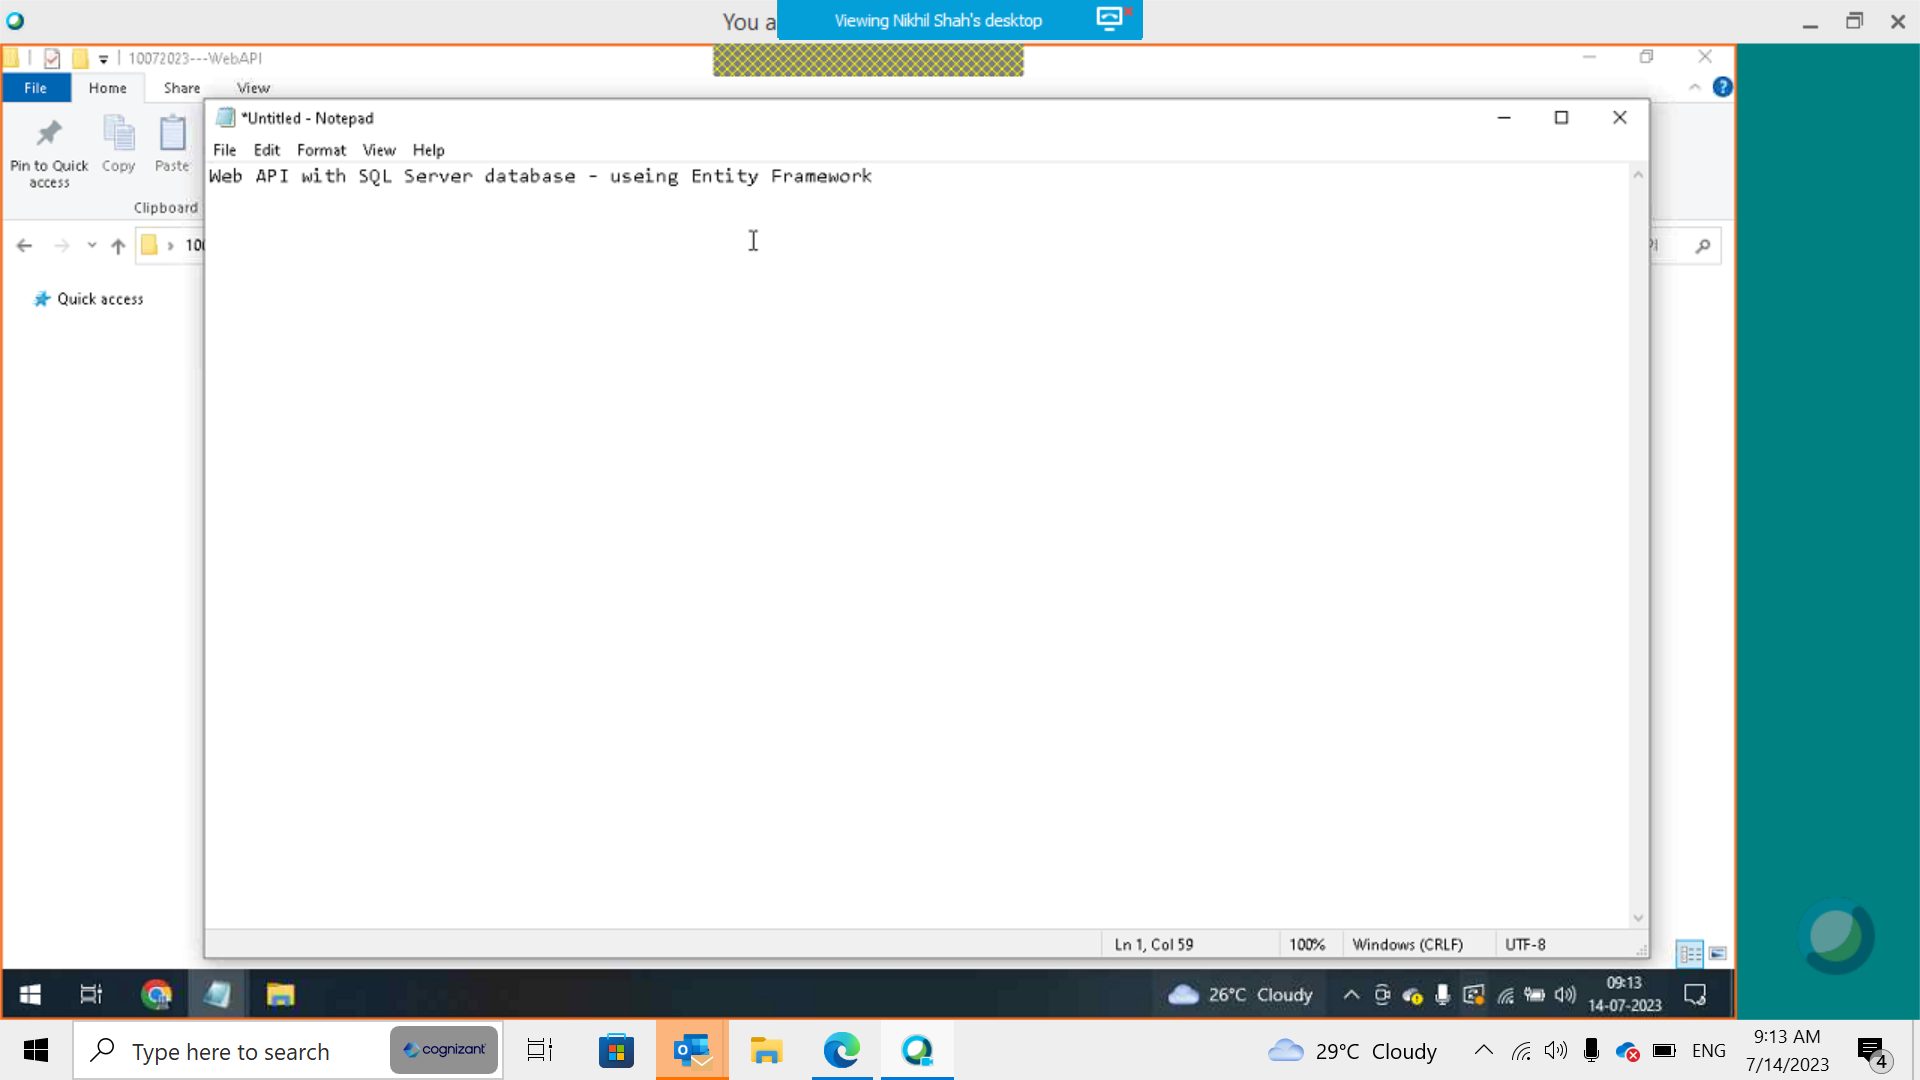 You a
Viewing Nikhil Shah's desktop
10072023---WebAPI
File Home Share View
*Untitled - Notepad
File Edit Format View Help
Pin to Quick access
Copy
Paste
Clipboard
Web API with SQL Server database - useing Entity Framework
Quick access
Ln 1, Col 59
100%
Windows (CRLF)
UTF-8
26°C Cloudy
09:13
14-07-2023
Type here to search
cognizant
29°C Cloudy
ENG
9:13 AM
7/14/2023
4